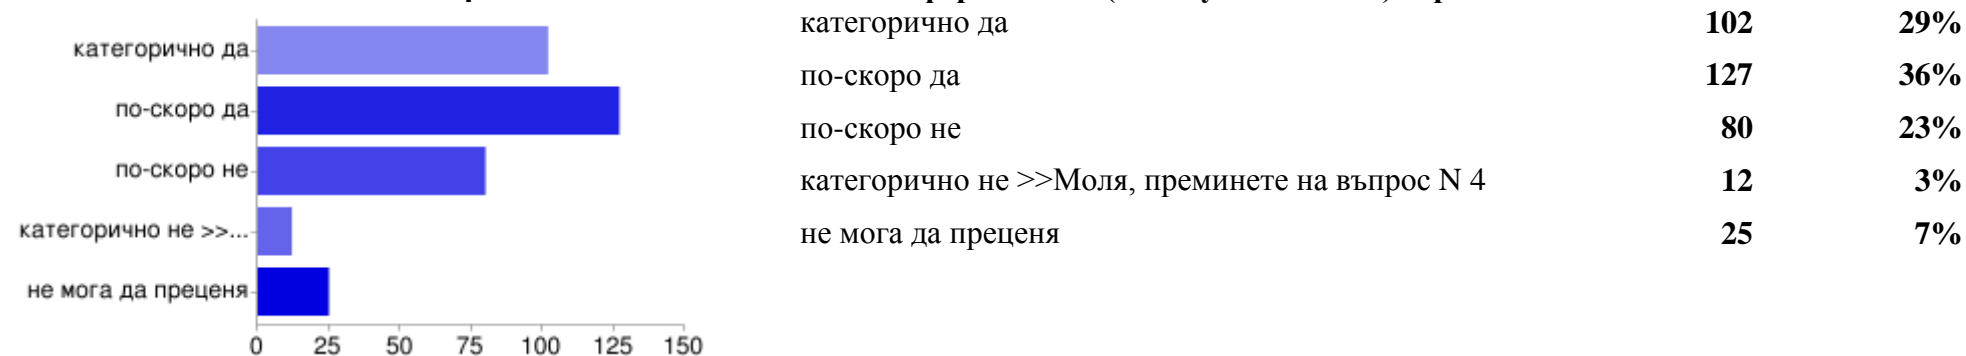 категорично да
по-скоро да
по-скоро не
категорично не >>...
не мога да преценя
0 25 50 75 100 125 150
категорично да 102 29%
по-скоро да 127 36%
по-скоро не 80 23%
категорично не >>Моля, преминете на въпрос N 4 12 3%
не мога да преценя 25 7%